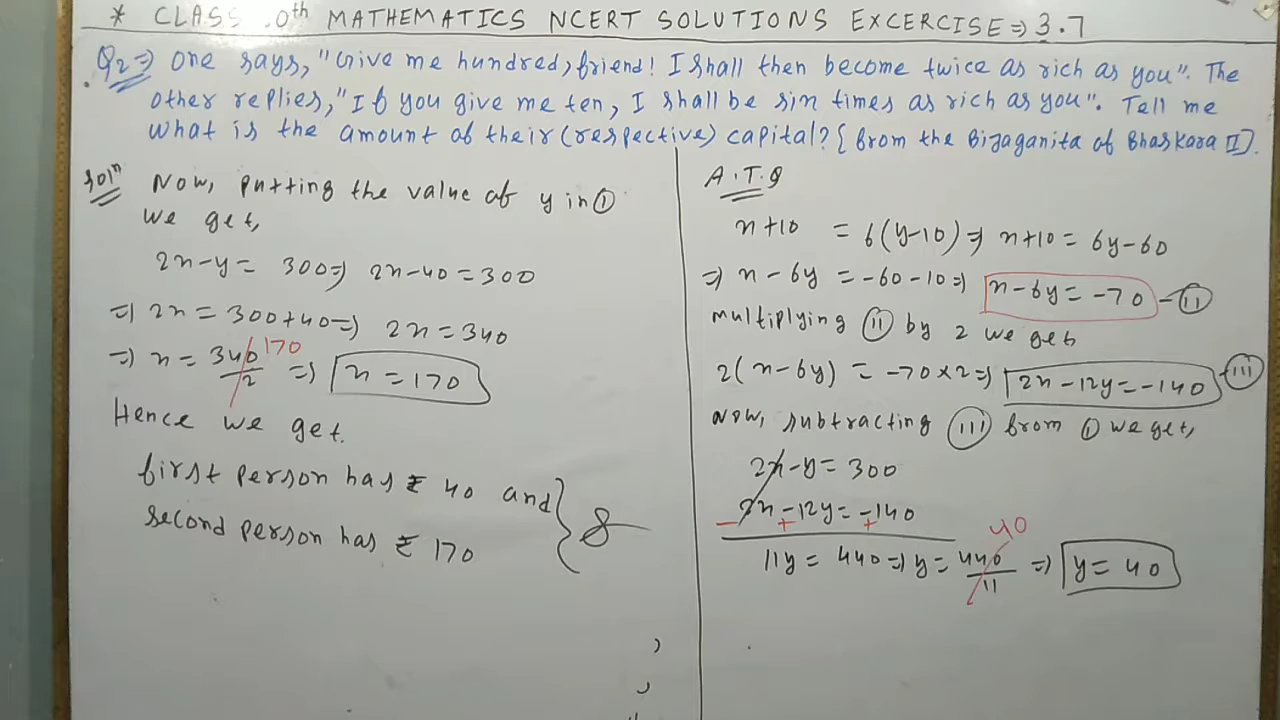 * CLASS 10th MATHEMATICS NCERT SOLUTIONS EXCERCISE ⇒ 3.7
Q2 ⇒ One says, "Give me hundred, friend! I shall then become twice as rich as you". The
other replies, "If you give me ten, I shall be six times as rich as you". Tell me
what is the amount of their (respective) capital? {from the Bijaganita of Bhaskara II}.
Solⁿ Now, putting the value of y in ①
we get,
2x-y = 300 ⇒ 2x-40 = 300
⇒ 2x = 300+40 ⇒ 2x = 340
⇒ x = 340/2 170 ⇒ x = 170
Hence we get.
first person has ₹ 40 and
second person has ₹ 170
A.T.Q
x+10 = 6(y-10) ⇒ x+10 = 6y-60
⇒ x-6y = -60-10 ⇒ x-6y = -70 - ⑪
multiplying ⑪ by 2 we get
2(x-6y) = -70×2 ⇒ 2x-12y = -140 - (iii)
Now, subtracting (iii) from ① we get,
2x-y = 300
2x-12y = -140
- + +
11y = 440 ⇒ y = 440/11 40 ⇒ y = 40